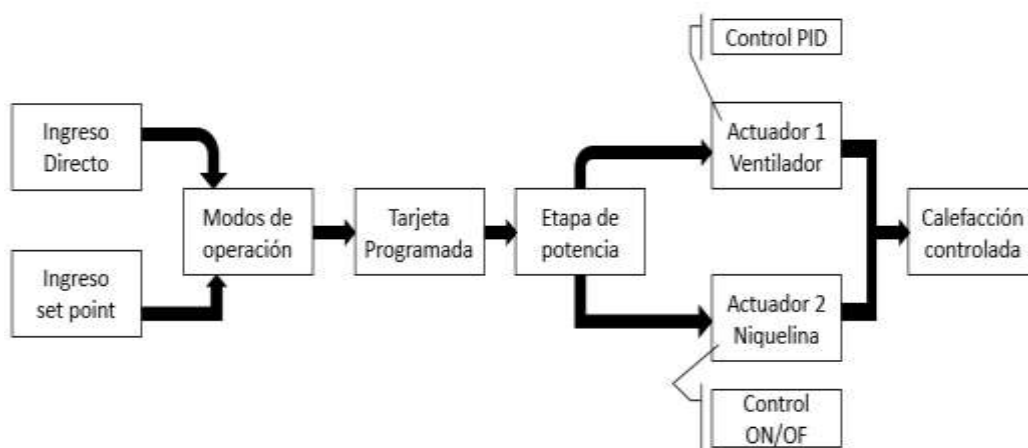 Control PID
Ingreso
Directo
Actuador 1
Ventilador
Modos de
operación
Tarjeta
Programada
Etapa de
potencia
Calefacción
controlada
Ingreso
set point
Actuador 2
Niquelina
Control
ON/OF